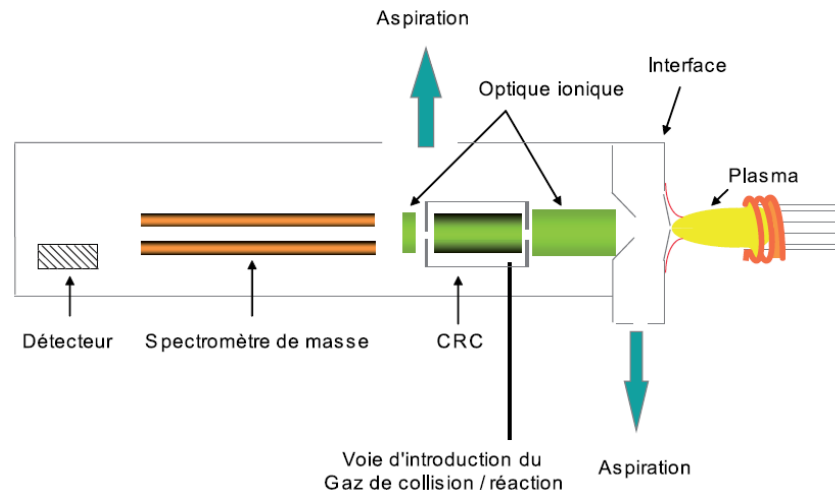 Aspiration
Interface
Optique ionique
Plasma
Détecteur
Spectromètre de masse
CRC
Voie d'introduction du
Gaz de collision / réaction
Aspiration